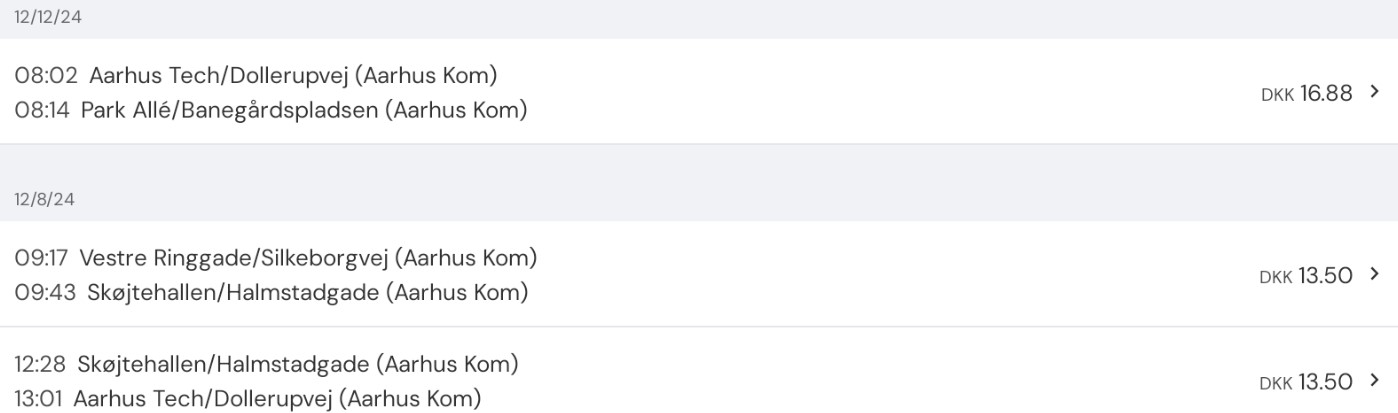 12/12/24
08:02 Aarhus Tech/Dollerupvej (Aarhus Kom)
08:14 Park Allé/Banegårdspladsen (Aarhus Kom)
DKK 16.88
12/8/24
09:17 Vestre Ringgade/Silkeborgvej (Aarhus Kom)
09:43 Skøjtehallen/Halmstadgade (Aarhus Kom)
DKK 13.50
12:28 Skøjtehallen/Halmstadgade (Aarhus Kom)
13:01 Aarhus Tech/Dollerupvej (Aarhus Kom)
DKK 13.50